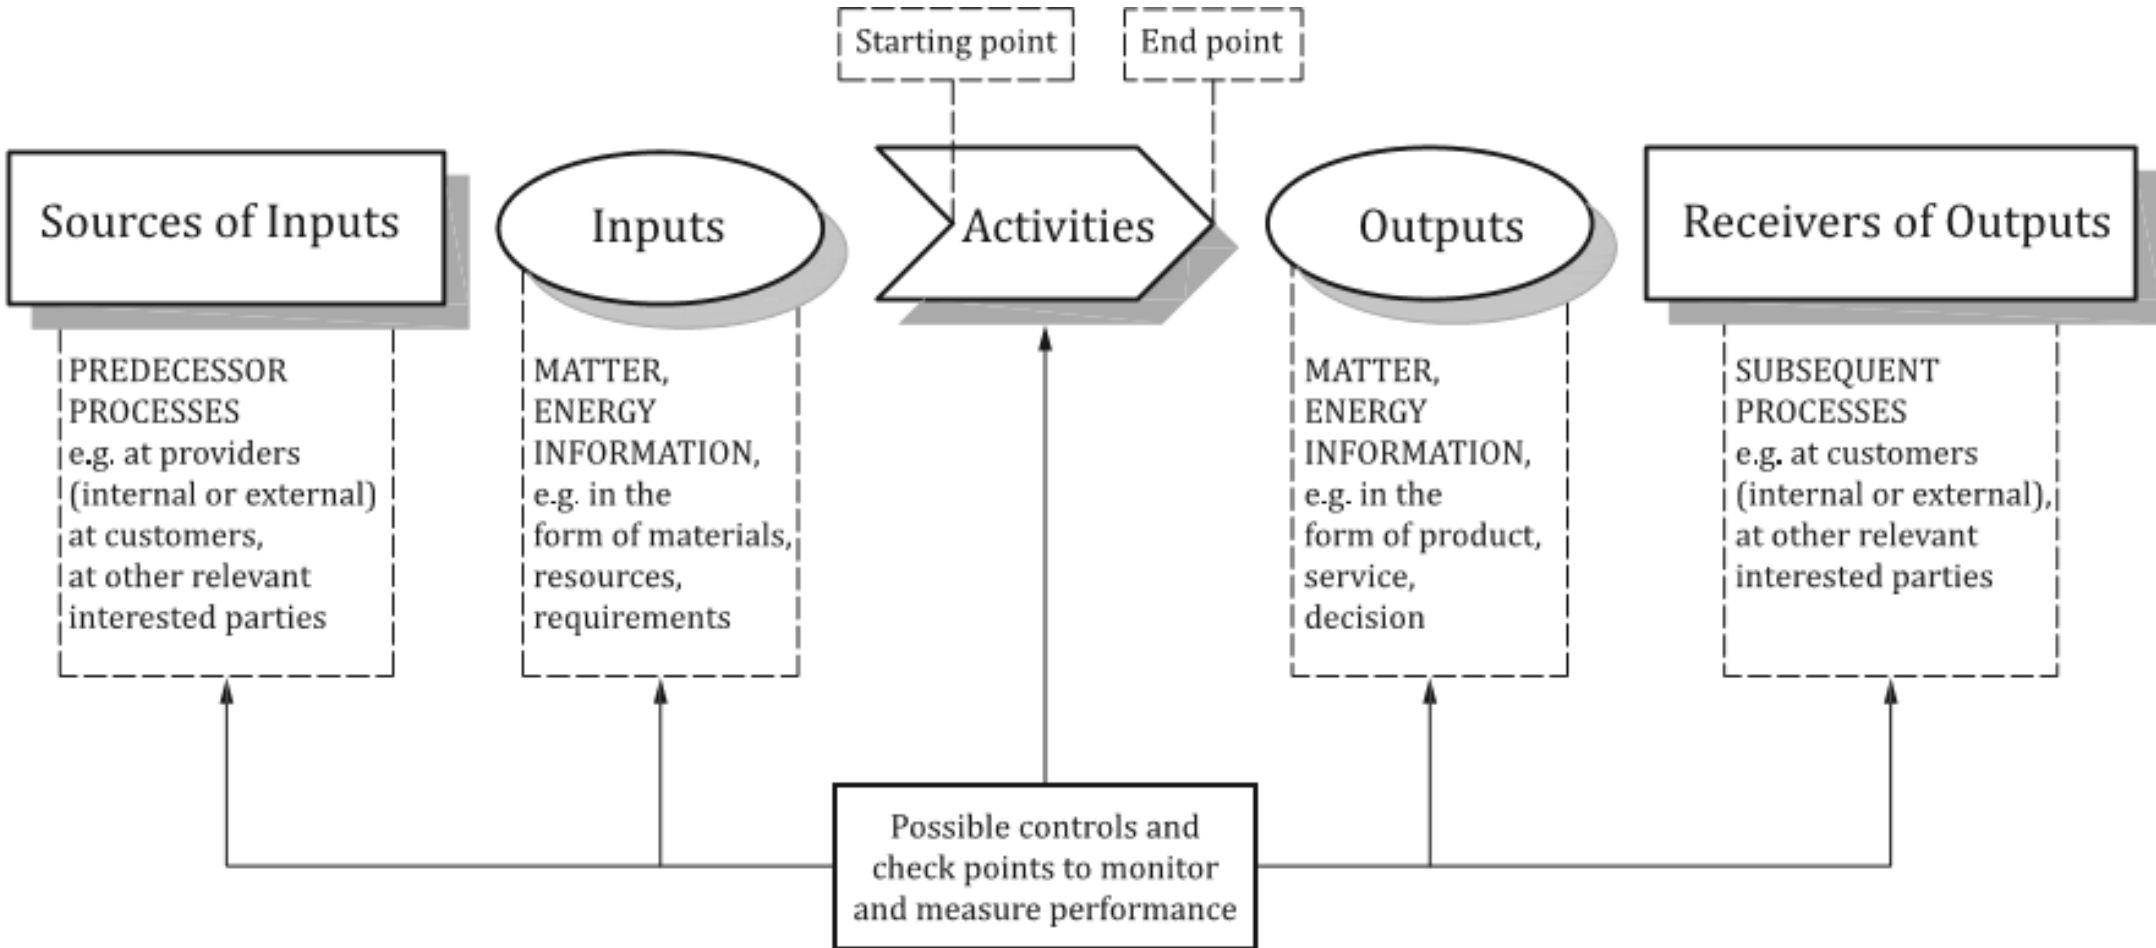 Starting point
End point
Sources of Inputs
Inputs
Activities
Outputs
Receivers of Outputs
PREDECESSOR
PROCESSES
e.g. at providers
(internal or external)
at customers,
at other relevant
interested parties
MATTER,
ENERGY
INFORMATION,
e.g. in the
form of materials,
resources,
requirements
MATTER,
ENERGY
INFORMATION,
e.g. in the
form of product,
service,
decision
SUBSEQUENT
PROCESSES
e.g. at customers
(internal or external),
at other relevant
interested parties
Possible controls and
check points to monitor
and measure performance